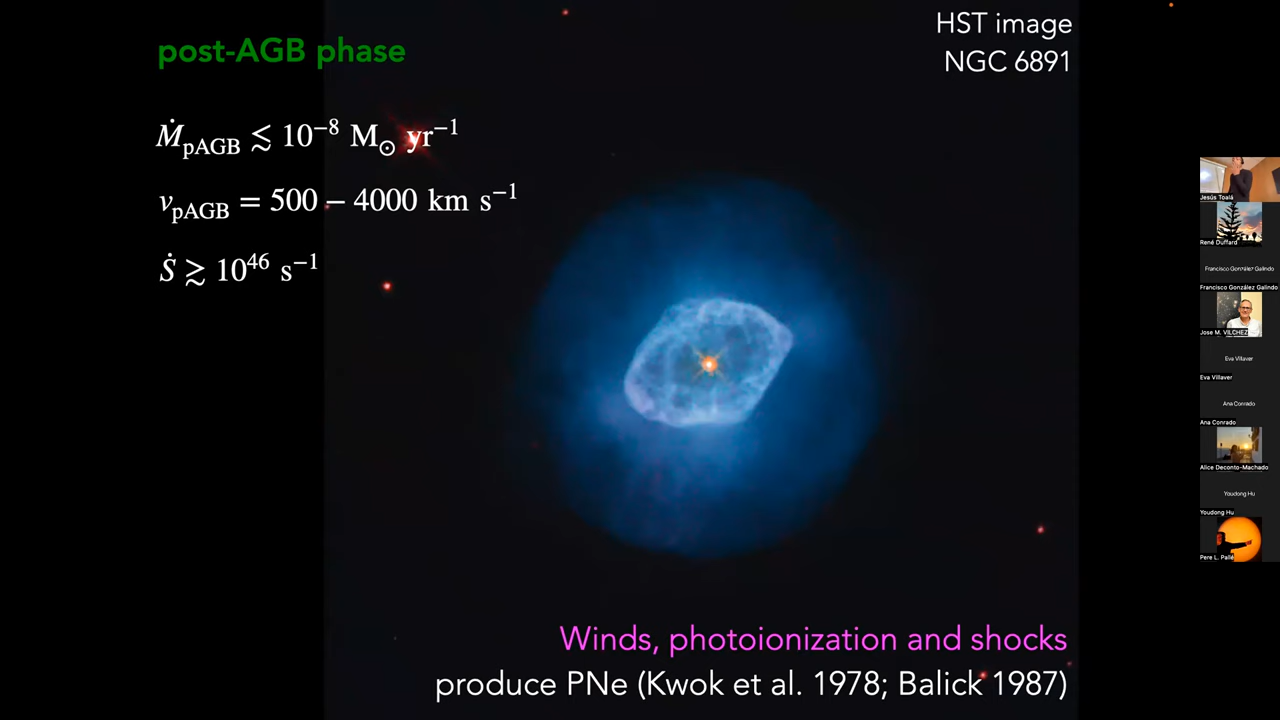 post-AGB phase
HST image
NGC 6891
Ṁ_pAGB ≲ 10⁻⁸ M_⊙ yr⁻¹
v_pAGB = 500 – 4000 km s⁻¹
Ṡ ≳ 10⁴⁶ s⁻¹
Winds, photoionization and shocks
produce PNe (Kwok et al. 1978; Balick 1987)
Jesús Toalá
René Duffard
Francisco González Galindo
Francisco González Galindo
Jose M. VILCHEZ
Eva Villaver
Eva Villaver
Ana Conrado
Ana Conrado
Alice Deconto-Machado
Youdong Hu
Youdong Hu
Pere L. Pallé